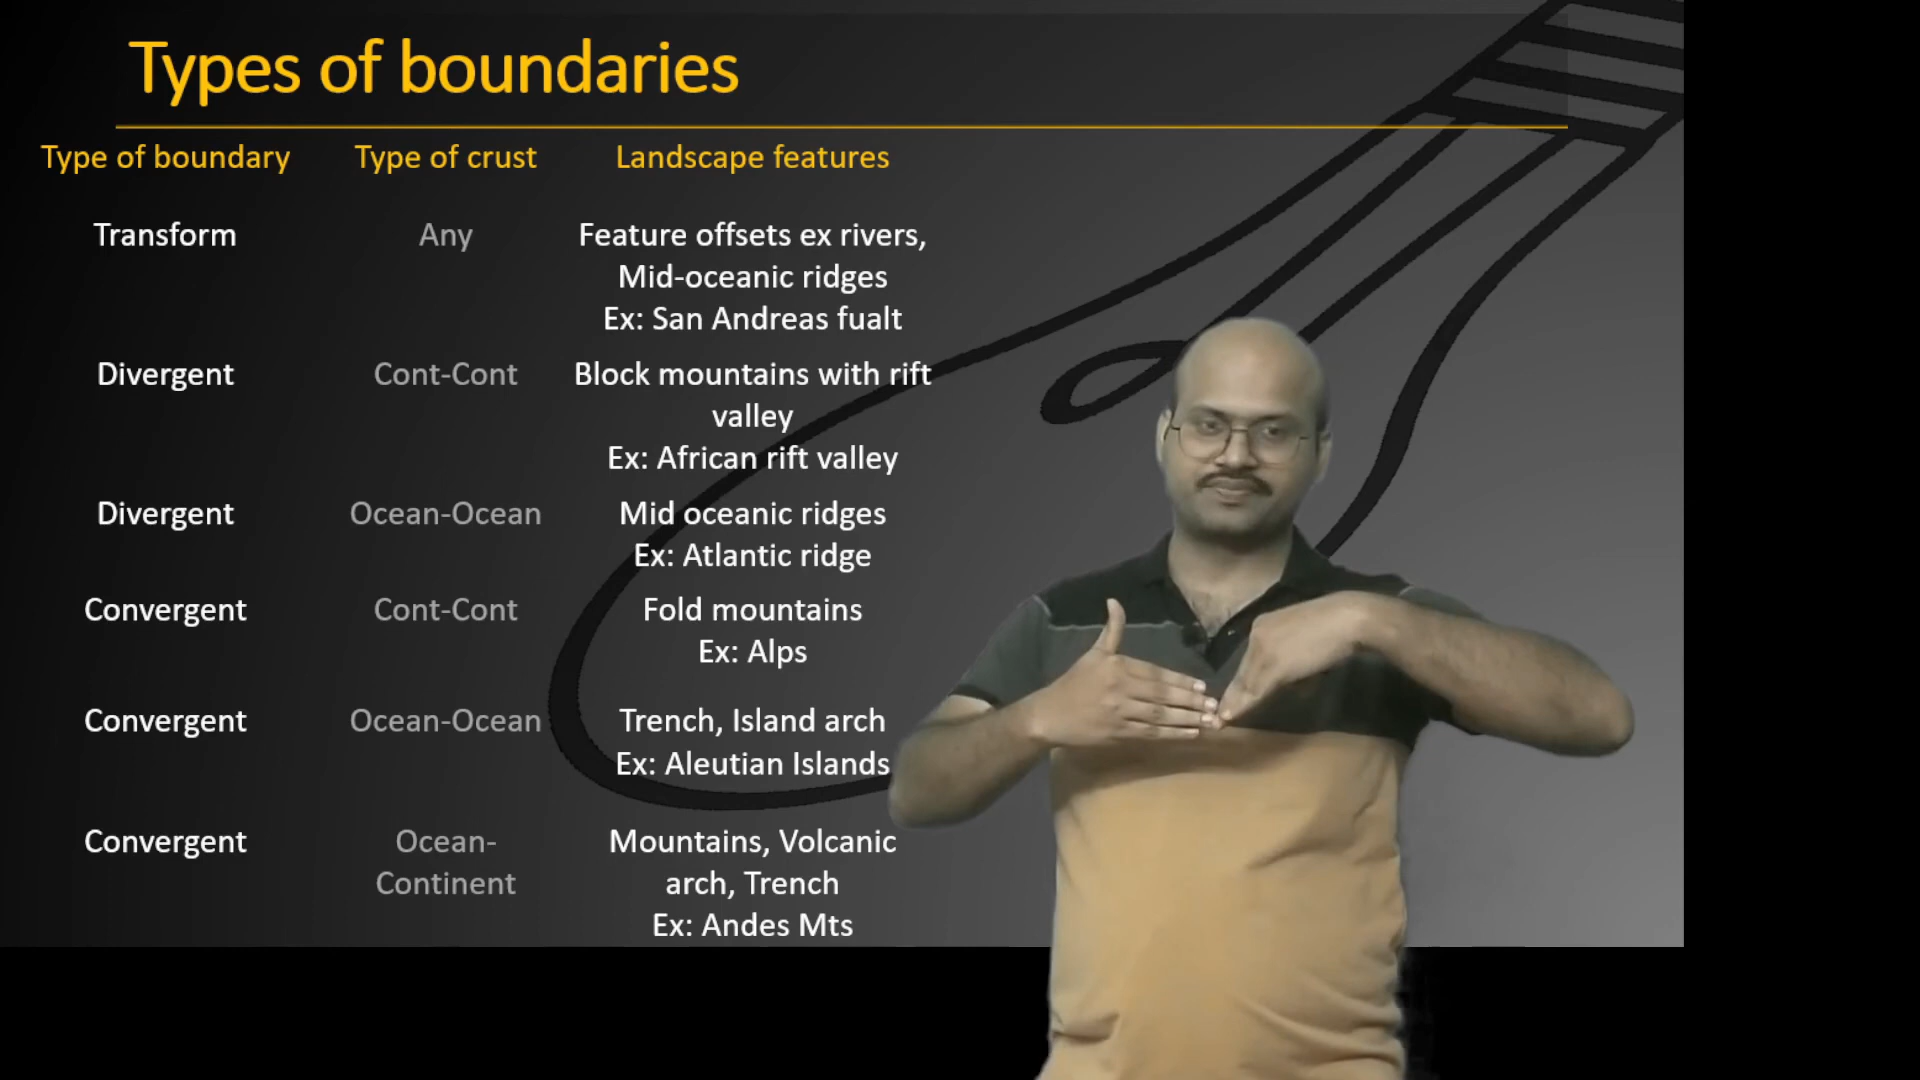 Types of boundaries
Type of boundary Type of crust Landscape features
Transform Any Feature offsets ex rivers,
Mid-oceanic ridges
Ex: San Andreas fualt
Divergent Cont-Cont Block mountains with rift
valley
Ex: African rift valley
Divergent Ocean-Ocean Mid oceanic ridges
Ex: Atlantic ridge
Convergent Cont-Cont Fold mountains
Ex: Alps
Convergent Ocean-Ocean Trench, Island arch
Ex: Aleutian Islands
Convergent Ocean- Mountains, Volcanic
Continent arch, Trench
Ex: Andes Mts